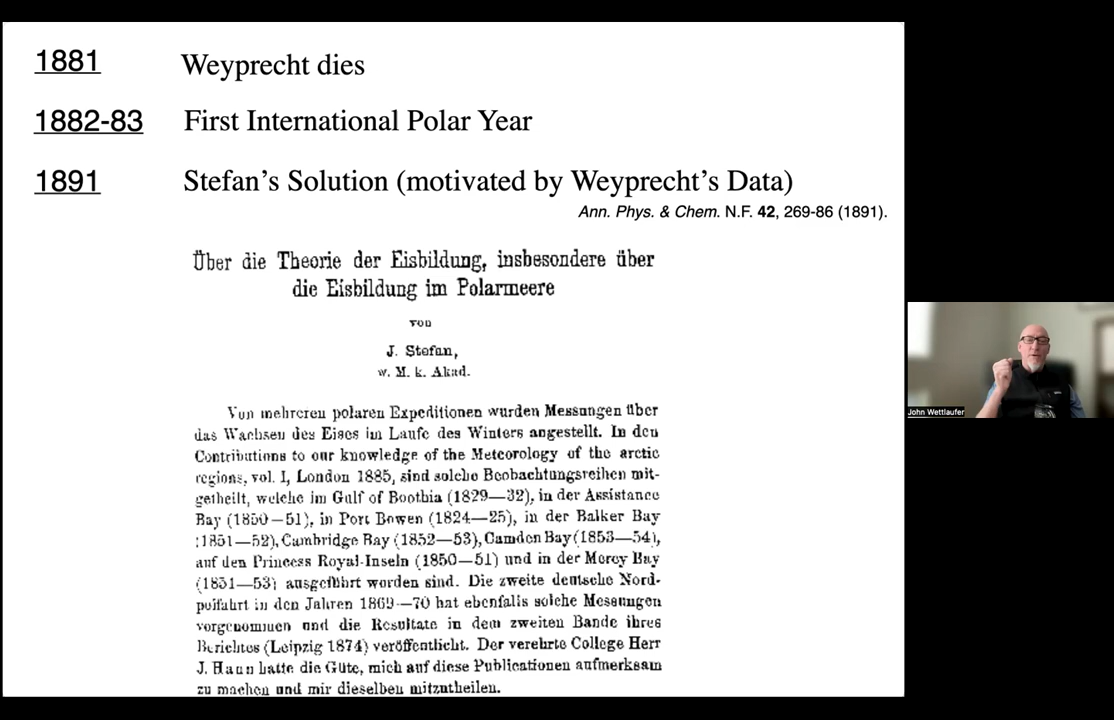 1881 Weyprecht dies
1882-83 First International Polar Year
1891 Stefan's Solution (motivated by Weyprecht's Data)
Ann. Phys. & Chem. N.F. 42, 269-86 (1891).
Über die Theorie der Eisbildung, insbesondere über
die Eisbildung im Polarmeere
von
J. Stefan,
w. M. k. Akad.
Von mehreren polaren Expeditionen wurden Messungen über
das Wachsen des Eises im Laufe des Winters angestellt. In den
Contributions to our knowledge of the Meteorology of the arctic
regions, vol. I, London 1885, sind solche Beobachtungsreihen mit-
getheilt, welche im Gulf of Boothia (1829—32), in der Assistance
Bay (1850—51), in Port Bowen (1824—25), in der Balker Bay
(1851—52), Cambridge Bay (1852—53), Camden Bay (1853—54),
auf den Princess Royal-Inseln (1850—51) und in der Mercy Bay
(1851—53) ausgeführt worden sind. Die zweite deutsche Nord-
polfahrt in den Jahren 1869—70 hat ebenfalls solche Messungen
vorgenommen und die Resultate in dem zweiten Bande ihres
Berichtes (Leipzig 1874) veröffentlicht. Der verehrte College Herr
J. Hann hatte die Güte, mich auf diese Publicationen aufmerksam
zu machen und mir dieselben mitzutheilen.
John Wettlaufer